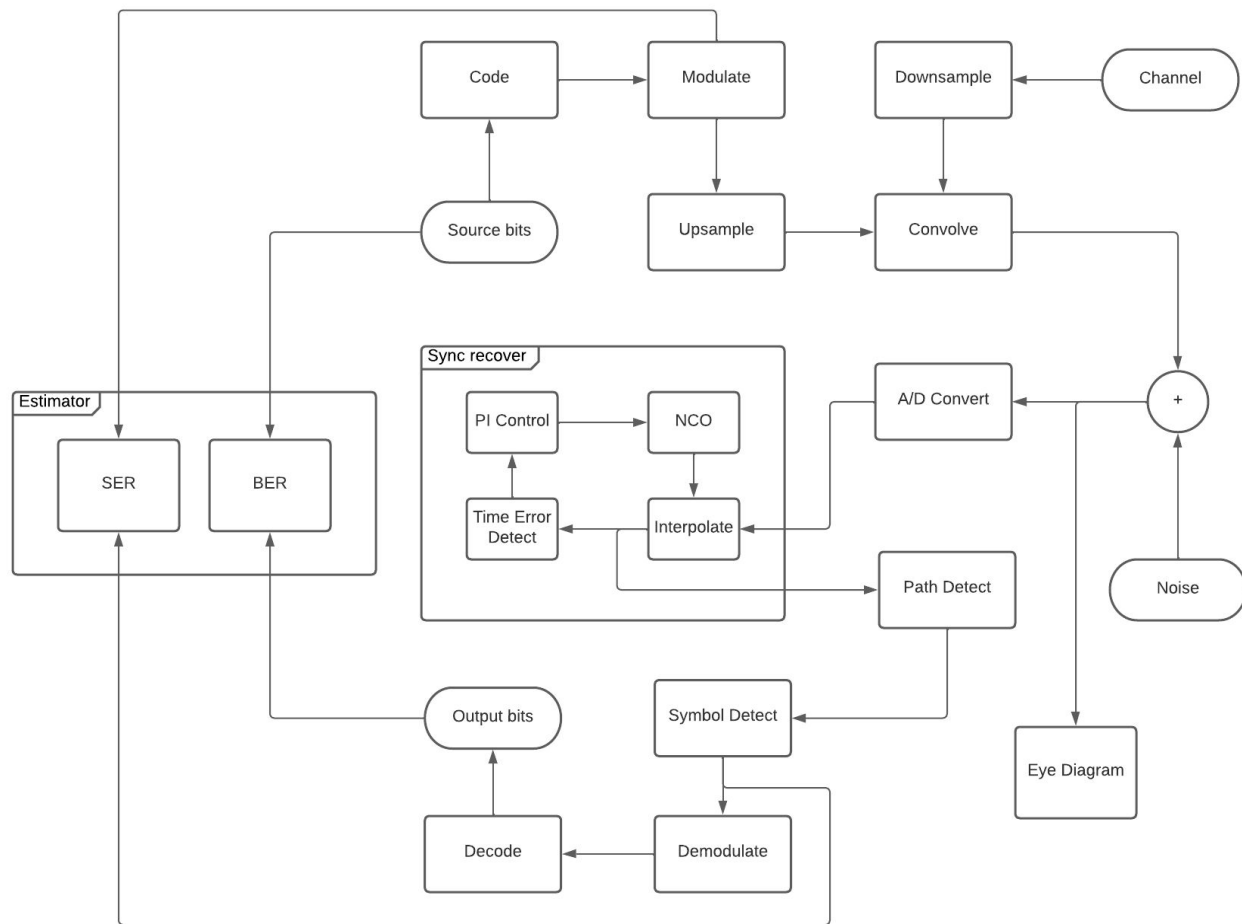 Code
Modulate
Downsample
Channel
Source bits
Upsample
Convolve
Sync recover
Estimator
PI Control
NCO
A/D Convert
+
SER
BER
Time Error
Detect
Interpolate
Path Detect
Noise
Output bits
Symbol Detect
Eye Diagram
Decode
Demodulate